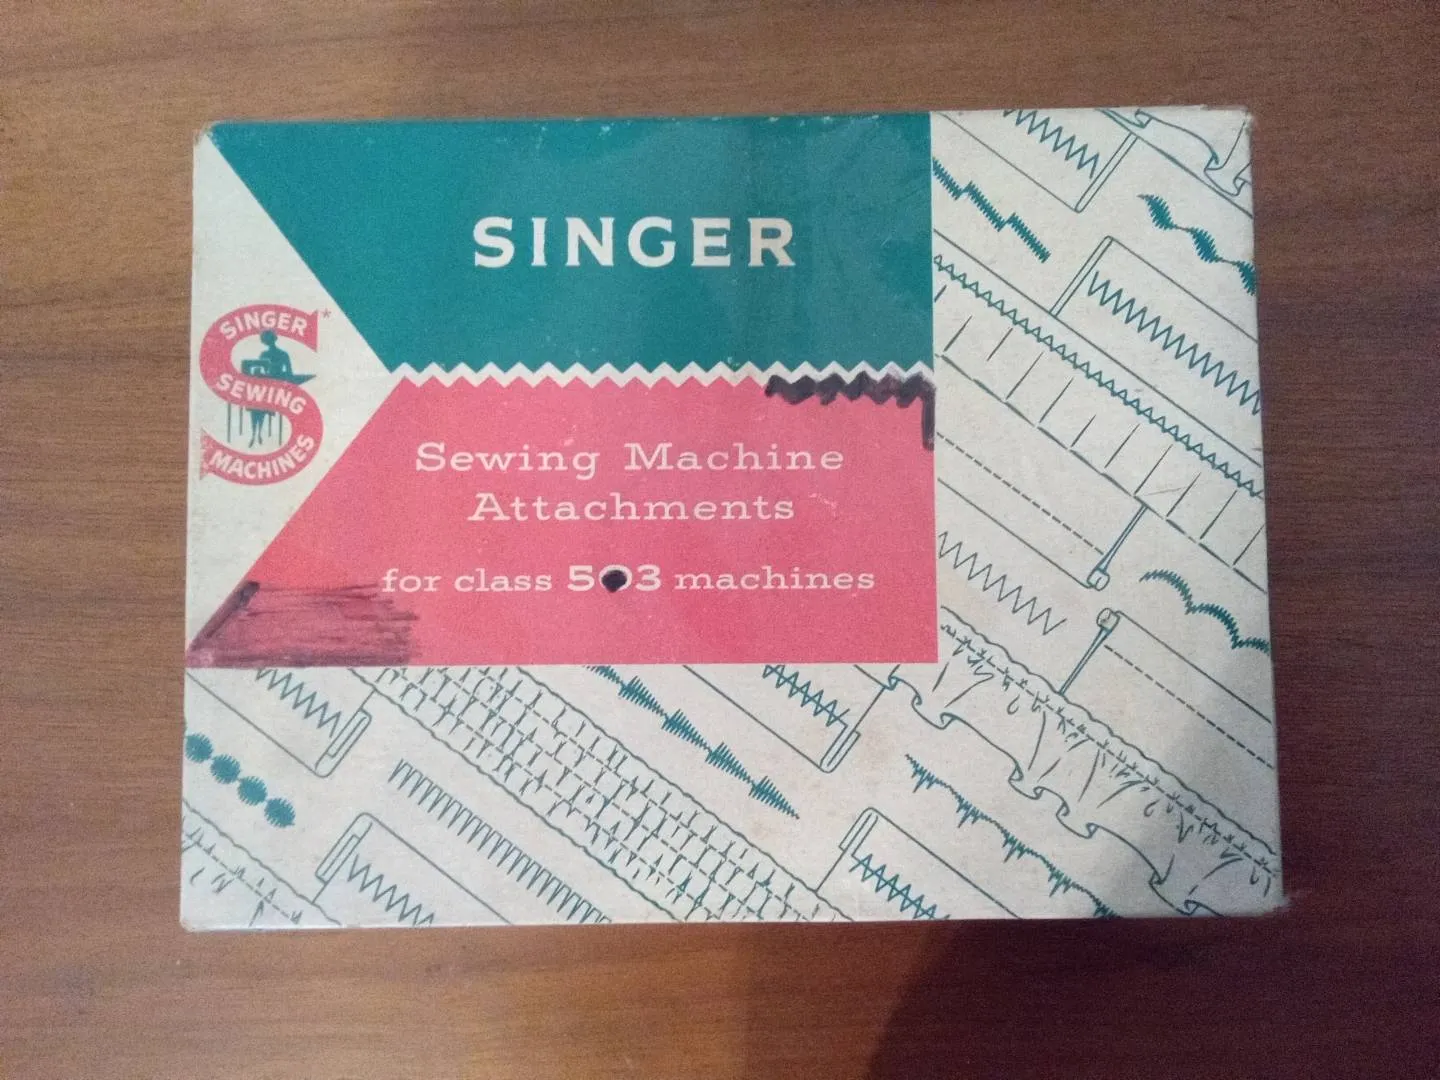 SINGER
SINGER*
SEWING
MACHINES
Sewing Machine
Attachments
for class 503 machines